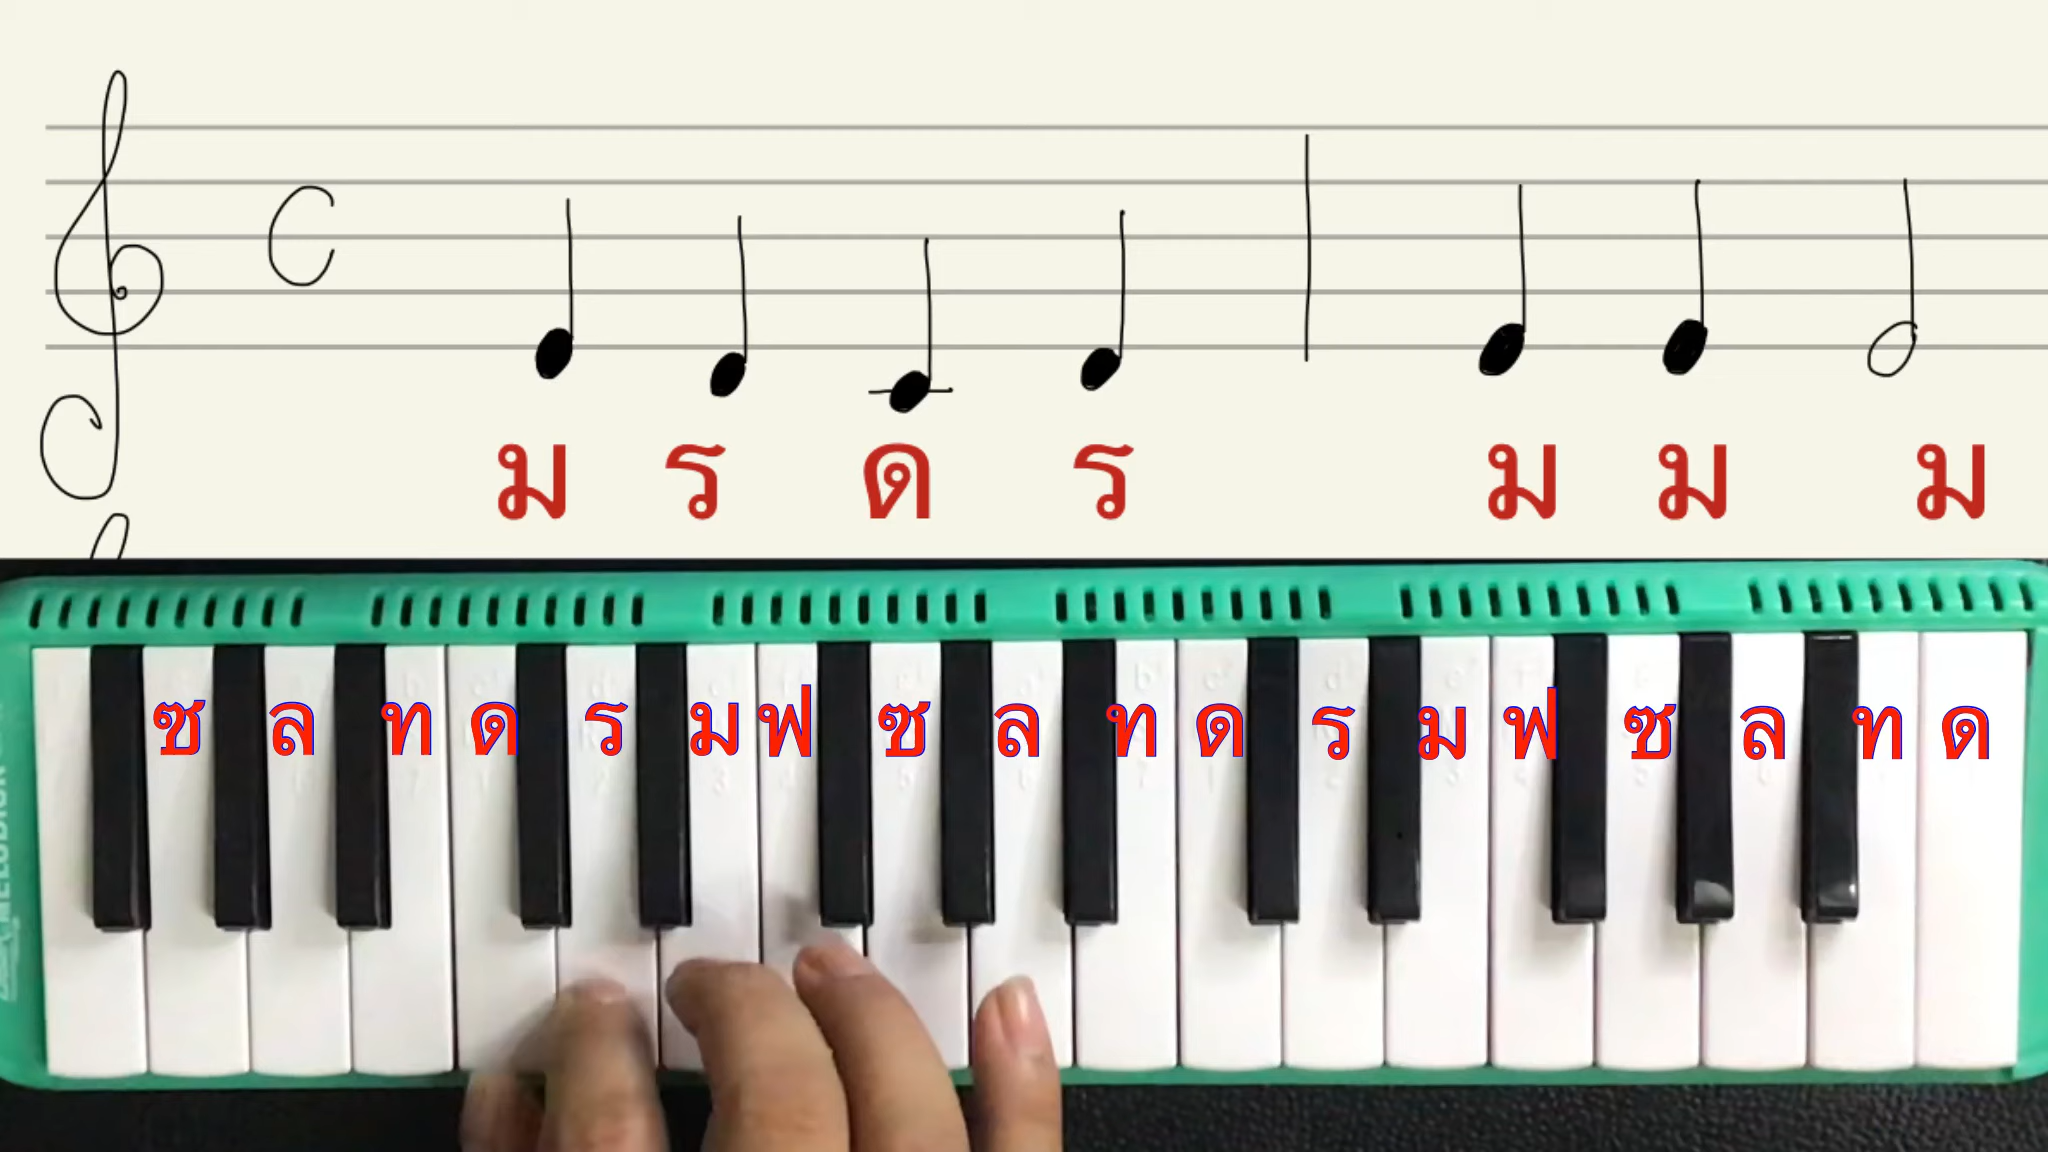 ม ร ด ร ม ม ม
ซ ล ท ด ร ม ฟ ซ ล ท ด ร ม ฟ ซ ล ท ด